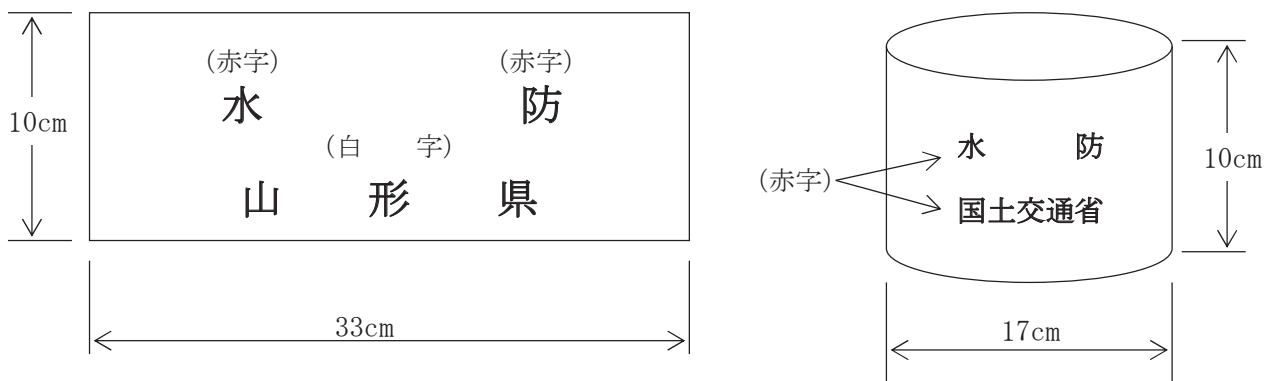 (赤字) (赤字)
水 防
(白 字)
山 形 県
10cm
33cm
水 防
(赤字)
国土交通省
10cm
17cm